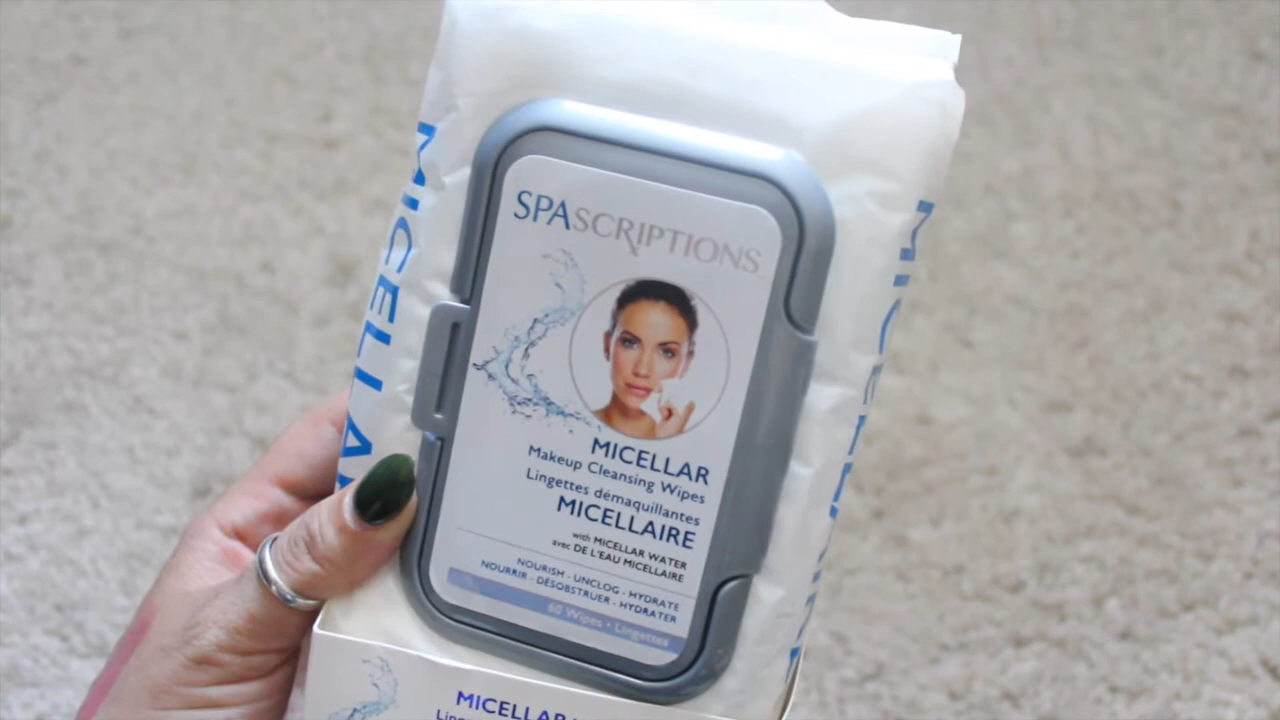 SPASCRIPTIONS
MICELLAR
Makeup Cleansing Wipes
Lingettes démaquillantes
MICELLAIRE
with MICELLAR WATER
avec DE L'EAU MICELLAIRE
NOURISH - UNCLOG - HYDRATE
NOURRIR - DÉSOBSTRUER - HYDRATER
60 Wipes • Lingettes
MICELLAR
MICELLAR
MICELLAR